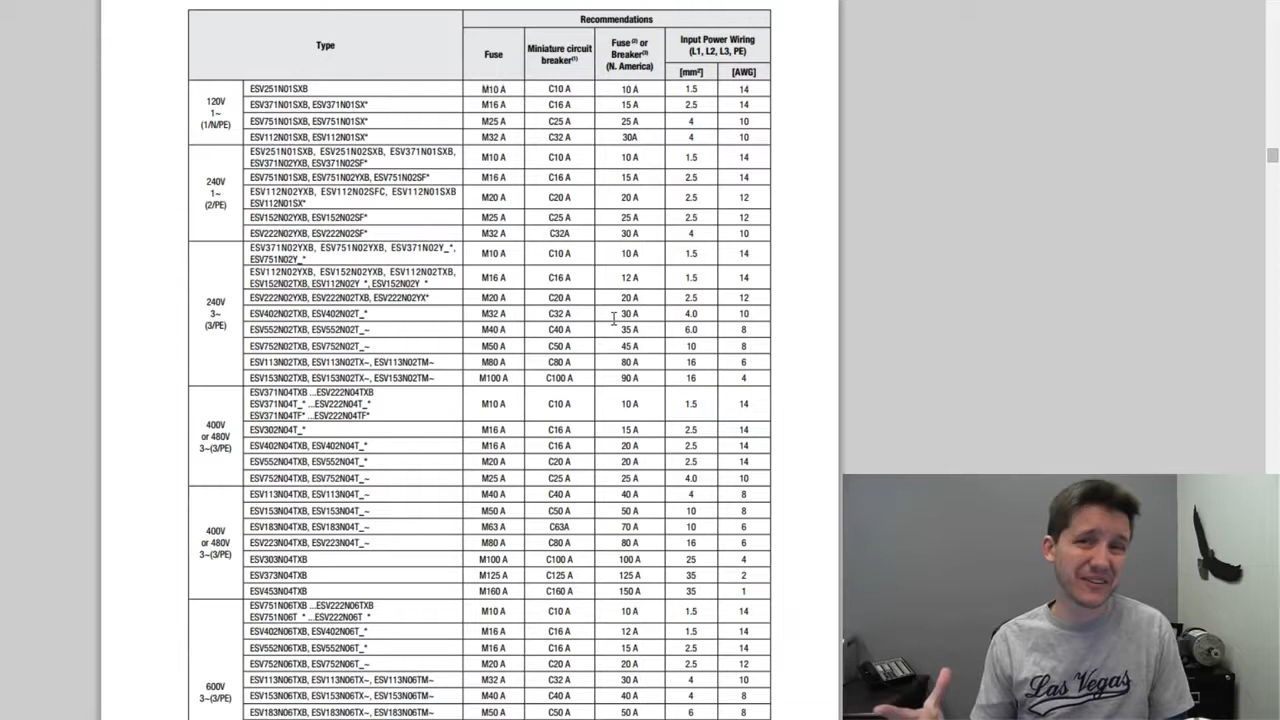 Recommendations
Type
Fuse
Miniature circuit breaker(1)
Fuse (2) or Breaker(3) (N. America)
Input Power Wiring (L1, L2, L3, PE)
[mm²] [AWG]
120V 1~ (1/N/PE)
ESV251N01SXB M10 A C10 A 10 A 1.5 14
ESV371N01SXB, ESV371N01SX* M16 A C16 A 15 A 2.5 14
ESV751N01SXB, ESV751N01SX* M25 A C25 A 25 A 4 10
ESV112N01SXB, ESV112N01SX* M32 A C32 A 30A 4 10
240V 1~ (2/PE)
ESV251N01SXB, ESV251N02SXB, ESV371N01SXB,
ESV371N02YXB, ESV371N02SF* M10 A C10 A 10 A 1.5 14
ESV751N01SXB, ESV751N02YXB, ESV751N02SF* M16 A C16 A 15 A 2.5 14
ESV112N02YXB, ESV112N02SFC, ESV112N01SXB
ESV112N01SX* M20 A C20 A 20 A 2.5 12
ESV152N02YXB, ESV152N02SF* M25 A C25 A 25 A 2.5 12
ESV222N02YXB, ESV222N02SF* M32 A C32A 30 A 4 10
240V 3~ (3/PE)
ESV371N02YXB, ESV751N02YXB, ESV371N02Y_*,
ESV751N02Y_* M10 A C10 A 10 A 1.5 14
ESV112N02YXB, ESV152N02YXB, ESV112N02TXB,
ESV152N02TXB, ESV112N02Y_*, ESV152N02Y_* M16 A C16 A 12 A 1.5 14
ESV222N02YXB, ESV222N02TXB, ESV222N02YX* M20 A C20 A 20 A 2.5 12
ESV402N02TXB, ESV402N02T_* M32 A C32 A 30 A 4.0 10
ESV552N02TXB, ESV552N02T_~ M40 A C40 A 35 A 6.0 8
ESV752N02TXB, ESV752N02T_~ M50 A C50 A 45 A 10 8
ESV113N02TXB, ESV113N02TX~, ESV113N02TM~ M80 A C80 A 80 A 16 6
ESV153N02TXB, ESV153N02TX~, ESV153N02TM~ M100 A C100 A 90 A 16 4
400V or 480V 3~(3/PE)
ESV371N04TXB ...ESV222N04TXB
ESV371N04T_* ...ESV222N04T_*
ESV371N04TF* ...ESV222N04TF* M10 A C10 A 10 A 1.5 14
ESV302N04T_* M16 A C16 A 15 A 2.5 14
ESV402N04TXB, ESV402N04T_* M16 A C16 A 20 A 2.5 14
ESV552N04TXB, ESV552N04T_* M20 A C20 A 20 A 2.5 14
ESV752N04TXB, ESV752N04T_* M25 A C25 A 25 A 4.0 10
400V or 480V 3~(3/PE)
ESV113N04TXB, ESV113N04T_~ M40 A C40 A 40 A 4 8
ESV153N04TXB, ESV153N04T_~ M50 A C50 A 50 A 10 8
ESV183N04TXB, ESV183N04T_~ M63 A C63A 70 A 10 6
ESV223N04TXB, ESV223N04T_~ M80 A C80 A 80 A 16 6
ESV303N04TXB M100 A C100 A 100 A 25 4
ESV373N04TXB M125 A C125 A 125 A 35 2
ESV453N04TXB M160 A C160 A 150 A 35 1
600V 3~(3/PE)
ESV751N06TXB ...ESV222N06TXB
ESV751N06T_* ...ESV222N06T_* M10 A C10 A 10 A 1.5 14
ESV402N06TXB, ESV402N06T_* M16 A C16 A 12 A 1.5 14
ESV552N06TXB, ESV552N06T_* M16 A C16 A 15 A 2.5 14
ESV752N06TXB, ESV752N06T_~ M20 A C20 A 20 A 2.5 12
ESV113N06TXB, ESV113N06TX~, ESV113N06TM~ M32 A C32 A 30 A 4 10
ESV153N06TXB, ESV153N06TX~, ESV153N06TM~ M40 A C40 A 40 A 4 8
ESV183N06TXB, ESV183N06TX~, ESV183N06TM~ M50 A C50 A 50 A 6 8
Las Vegas